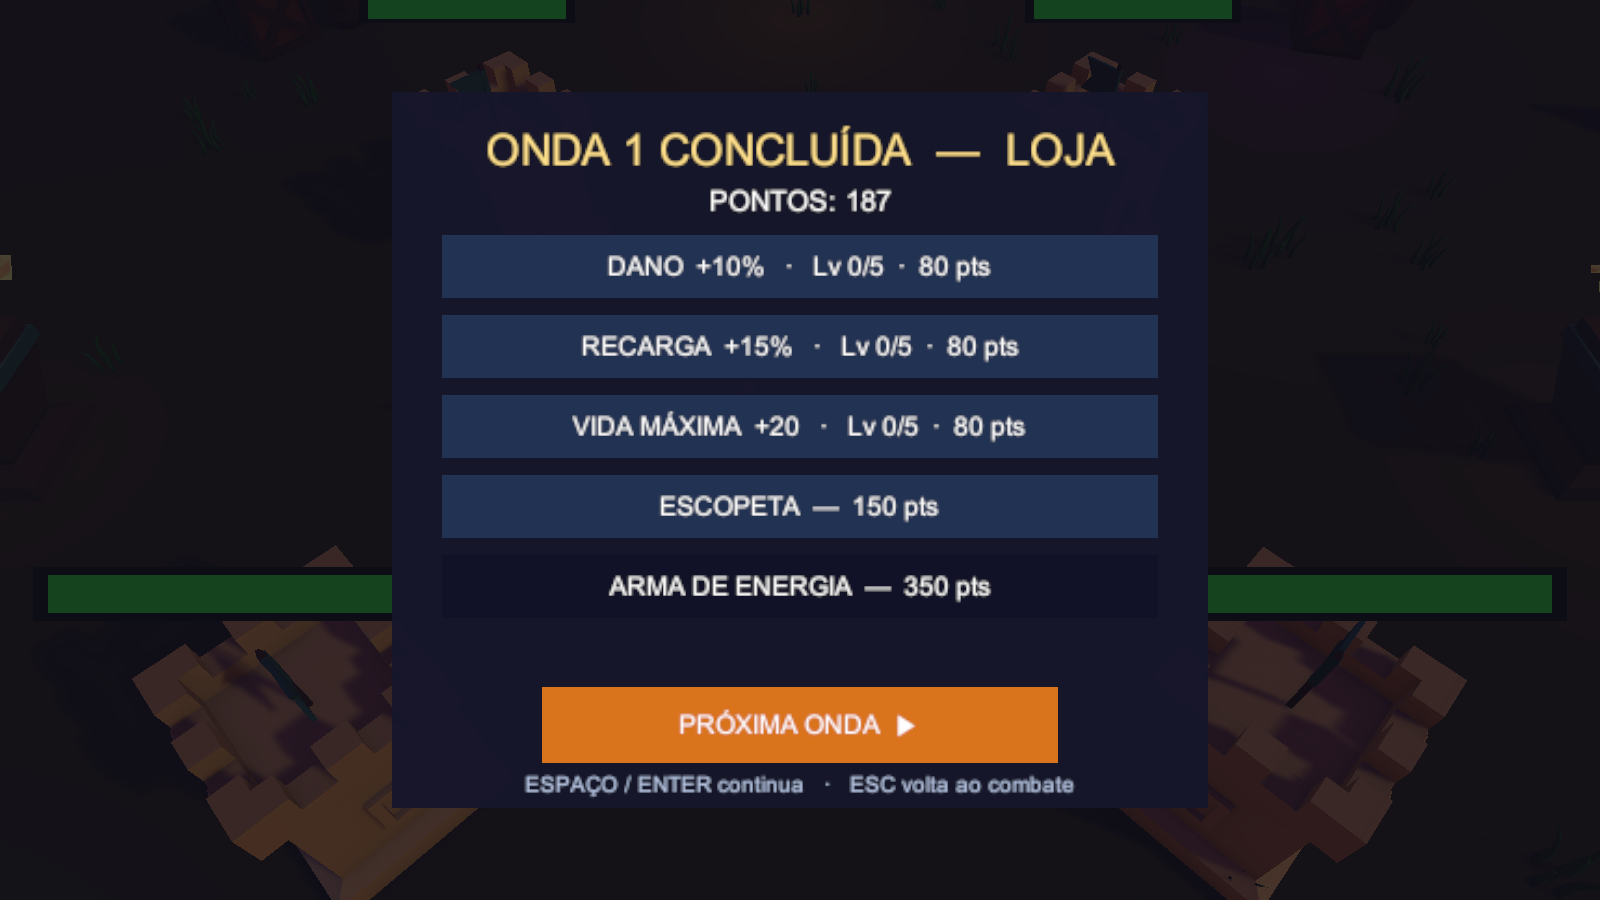 ONDA 1 CONCLUÍDA — LOJA
PONTOS: 187
DANO +10% · Lv 0/5 · 80 pts
RECARGA +15% · Lv 0/5 · 80 pts
VIDA MÁXIMA +20 · Lv 0/5 · 80 pts
ESCOPETA — 150 pts
ARMA DE ENERGIA — 350 pts
PRÓXIMA ONDA ▶
ESPAÇO / ENTER continua · ESC volta ao combate